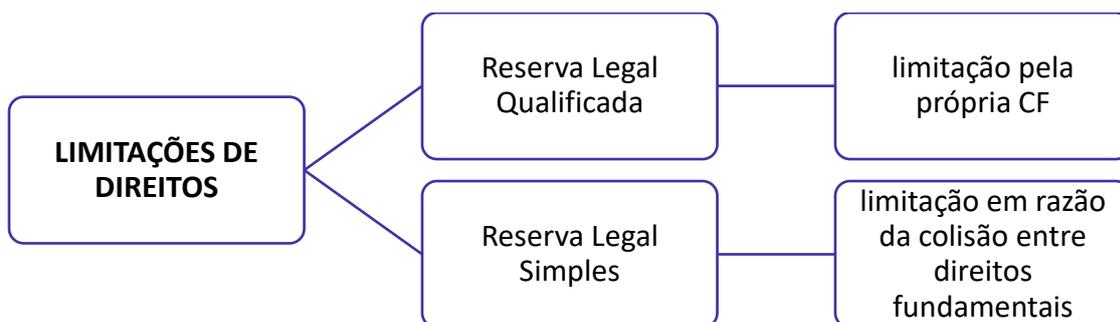 LIMITAÇÕES DE
DIREITOS
Reserva Legal
Qualificada
limitação pela
própria CF
Reserva Legal
Simples
limitação em razão
da colisão entre
direitos
fundamentais